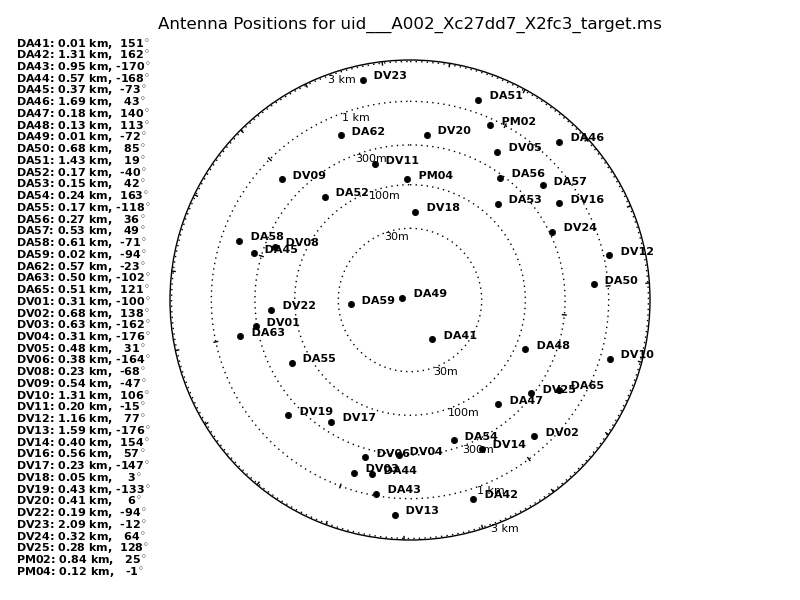 Antenna Positions for uid___A002_Xc27dd7_X2fc3_target.ms
DA41: 0.01 km, 151°
DA42: 1.31 km, 162°
DA43: 0.95 km, -170°
DA44: 0.57 km, -168°
DA45: 0.37 km, -73°
DA46: 1.69 km, 43°
DA47: 0.18 km, 140°
DA48: 0.13 km, 113°
DA49: 0.01 km, -72°
DA50: 0.68 km, 85°
DA51: 1.43 km, 19°
DA52: 0.17 km, -40°
DA53: 0.15 km, 42°
DA54: 0.24 km, 163°
DA55: 0.17 km, -118°
DA56: 0.27 km, 36°
DA57: 0.53 km, 49°
DA58: 0.61 km, -71°
DA59: 0.02 km, -94°
DA62: 0.57 km, -23°
DA63: 0.50 km, -102°
DA65: 0.51 km, 121°
DV01: 0.31 km, -100°
DV02: 0.68 km, 138°
DV03: 0.63 km, -162°
DV04: 0.31 km, -176°
DV05: 0.48 km, 31°
DV06: 0.38 km, -164°
DV08: 0.23 km, -68°
DV09: 0.54 km, -47°
DV10: 1.31 km, 106°
DV11: 0.20 km, -15°
DV12: 1.16 km, 77°
DV13: 1.59 km, -176°
DV14: 0.40 km, 154°
DV16: 0.56 km, 57°
DV17: 0.23 km, -147°
DV18: 0.05 km, 3°
DV19: 0.43 km, -133°
DV20: 0.41 km, 6°
DV22: 0.19 km, -94°
DV23: 2.09 km, -12°
DV24: 0.32 km, 64°
DV25: 0.28 km, 128°
PM02: 0.84 km, 25°
PM04: 0.12 km, -1°
3 km
DV23
DA51
1 km
PM02
DA62
DV20
DA46
DV05
300m
DV11
DV09
PM04
DA56
DA57
DA52
100m
DA53
DV16
DV18
DV24
30m
DA58
DV08
DA45
DV12
DA50
DA59
DA49
DV22
DV01
DA63
DA41
DA48
DV10
DA55
30m
DV25
DA65
DA47
100m
DV19
DV17
DV02
DA54
DV14
300m
DV06
DV04
DV03
DA44
DA43
1 km
DA42
DV13
3 km